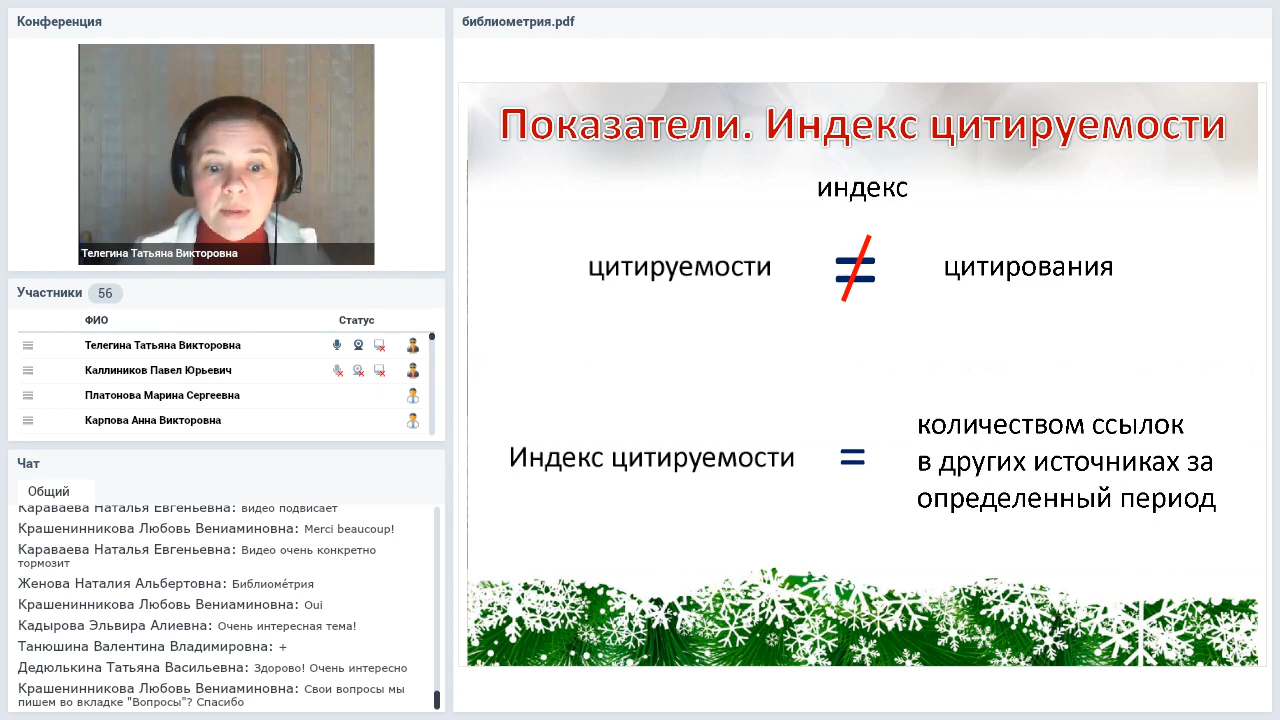 Конференция
Телегина Татьяна Викторовна
Участники 56
ФИО Статус
Телегина Татьяна Викторовна
Каллиников Павел Юрьевич
Платонова Марина Сергеевна
Карпова Анна Викторовна
Чат
Общий
Караваева Наталья Евгеньевна: видео подвисает
Крашенинникова Любовь Вениаминовна: Merci beaucoup!
Караваева Наталья Евгеньевна: Видео очень конкретно
тормозит
Женова Наталия Альбертовна: Библиоме́трия
Крашенинникова Любовь Вениаминовна: Oui
Кадырова Эльвира Алиевна: Очень интересная тема!
Танюшина Валентина Владимировна: +
Дедюлькина Татьяна Васильевна: Здорово! Очень интересно
Крашенинникова Любовь Вениаминовна: Свои вопросы мы
пишем во вкладке "Вопросы"? Спасибо
библиометрия.pdf
Показатели. Индекс цитируемости
индекс
цитируемости ≠ цитирования
Индекс цитируемости = количеством ссылок
в других источниках за
определенный период